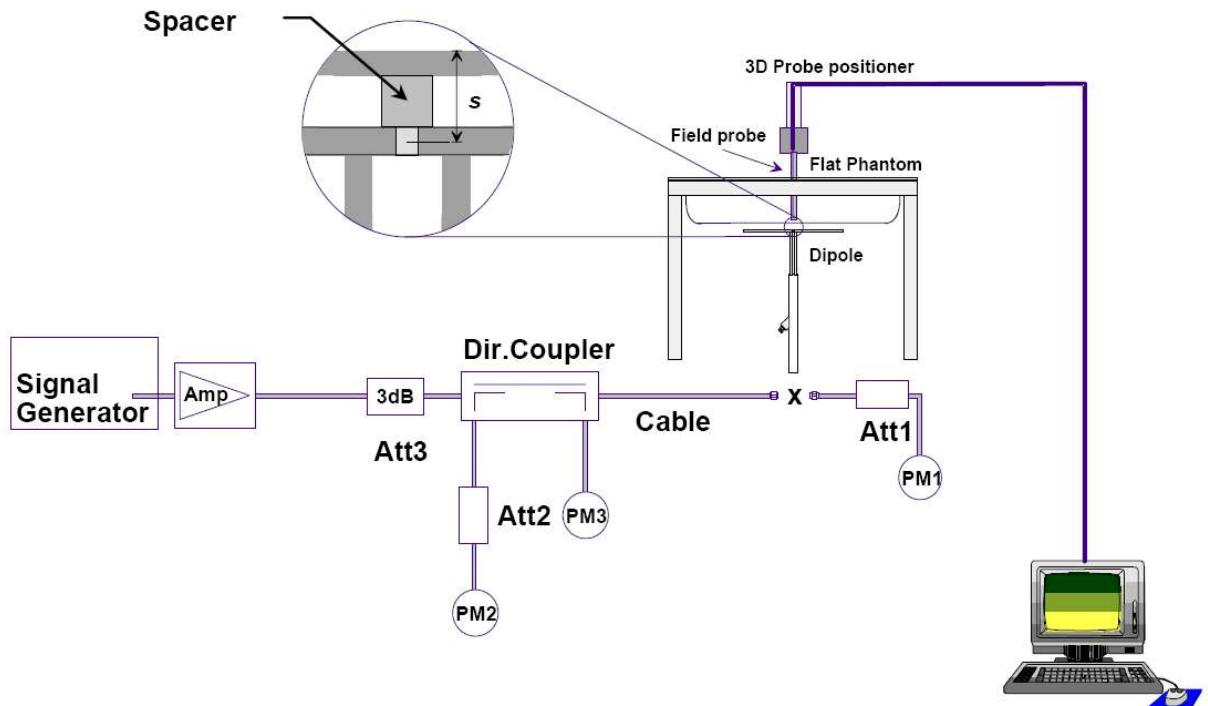 Spacer
s
3D Probe positioner
Field probe
Flat Phantom
Dipole
Dir.Coupler
Signal
Generator
Amp
3dB
Att3
Cable
x
Att1
PM1
Att2
PM3
PM2